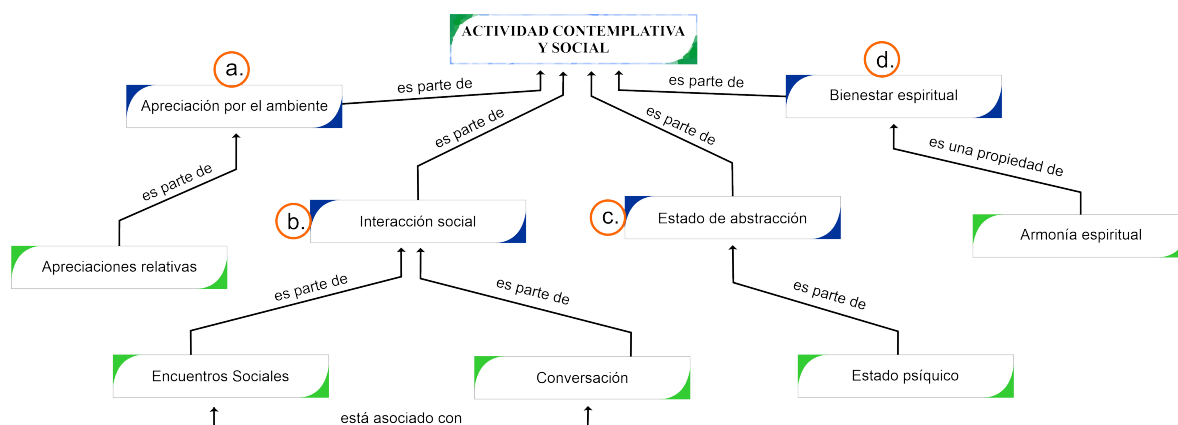 ACTIVIDAD CONTEMPLATIVA
Y SOCIAL
a.
d.
es parte de
es parte de
Apreciación por el ambiente
Bienestar espiritual
es parte de
es parte de
es parte de
es una propiedad de
b.
Interacción social
c.
Estado de abstracción
Armonía espiritual
Apreciaciones relativas
es parte de
es parte de
es parte de
Encuentros Sociales
Conversación
Estado psíquico
está asociado con